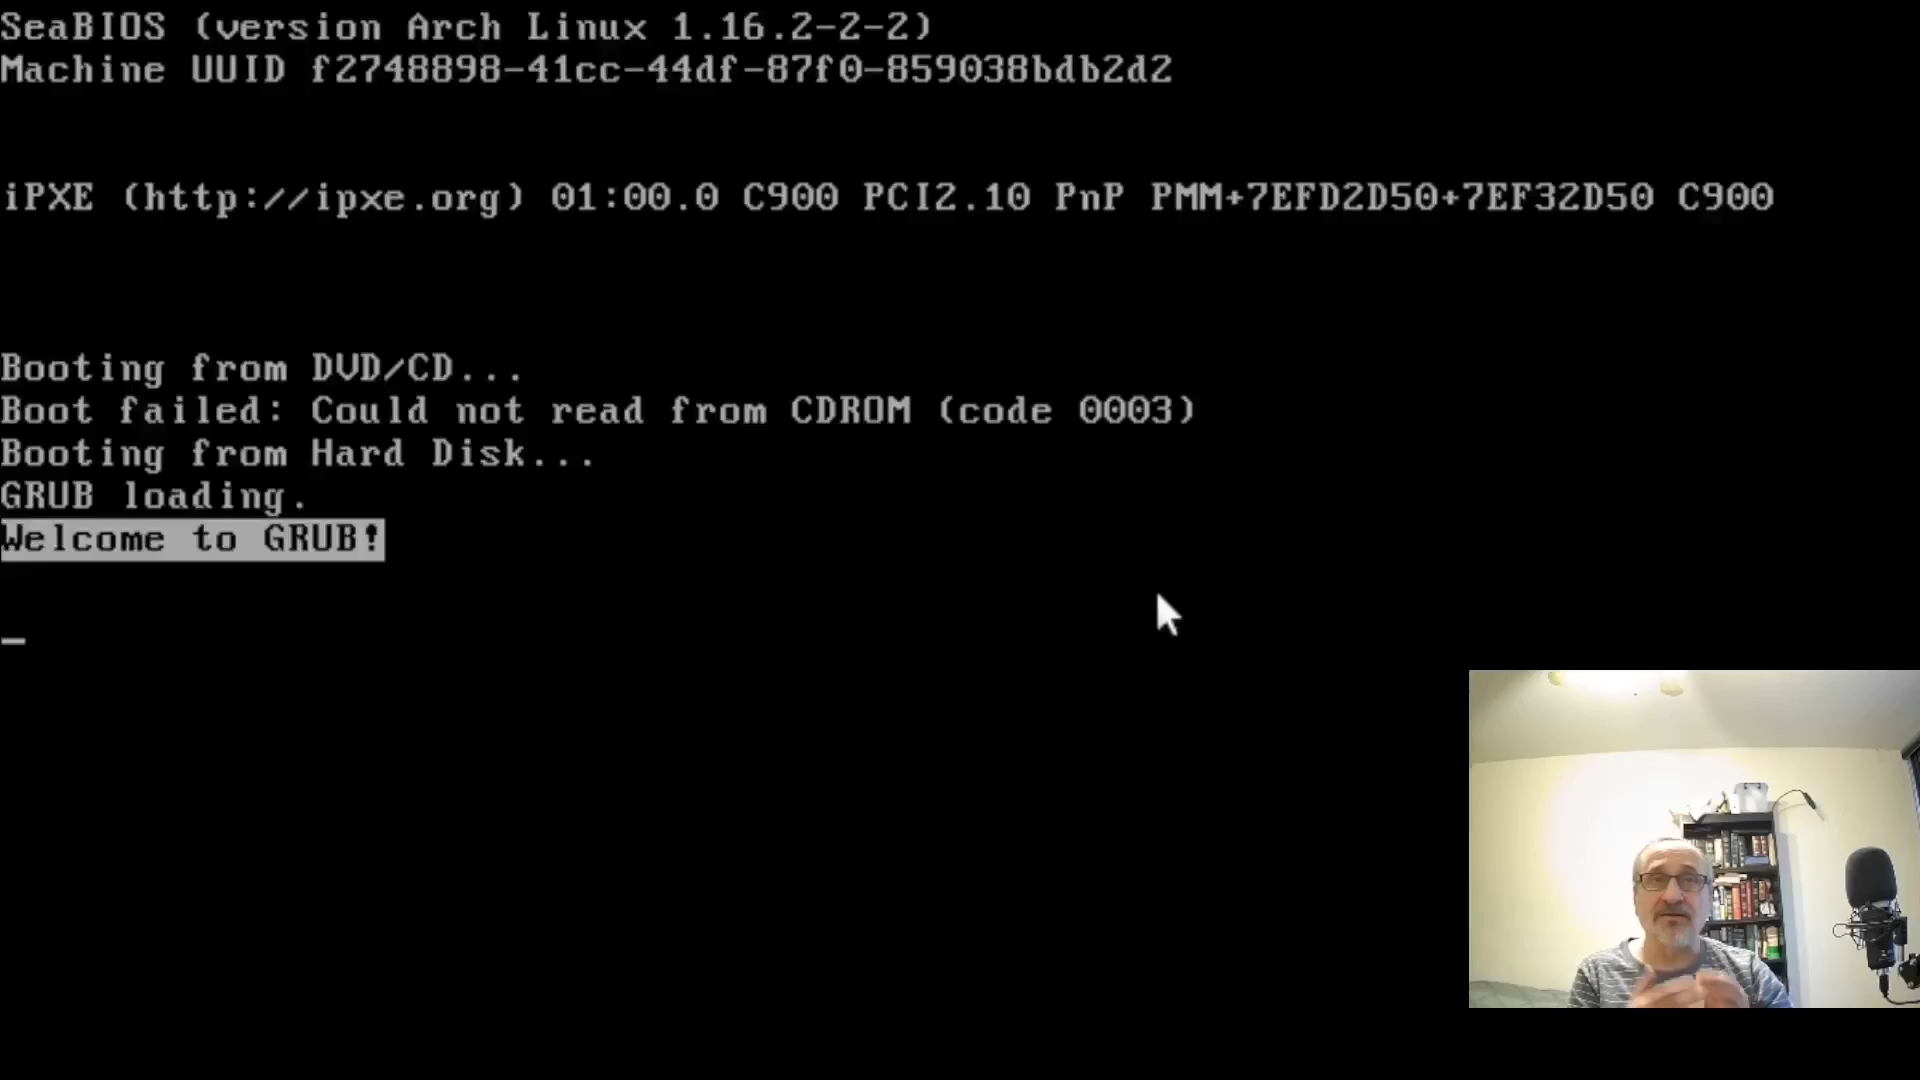 SeaBIOS (version Arch Linux 1.16.2-2-2)
Machine UUID f2748898-41cc-44df-87f0-859038bdb2d2
iPXE (http://ipxe.org) 01:00.0 C900 PCI2.10 PnP PMM+7EFD2D50+7EF32D50 C900
Booting from DVD/CD...
Boot failed: Could not read from CDROM (code 0003)
Booting from Hard Disk...
GRUB loading.
Welcome to GRUB!
_